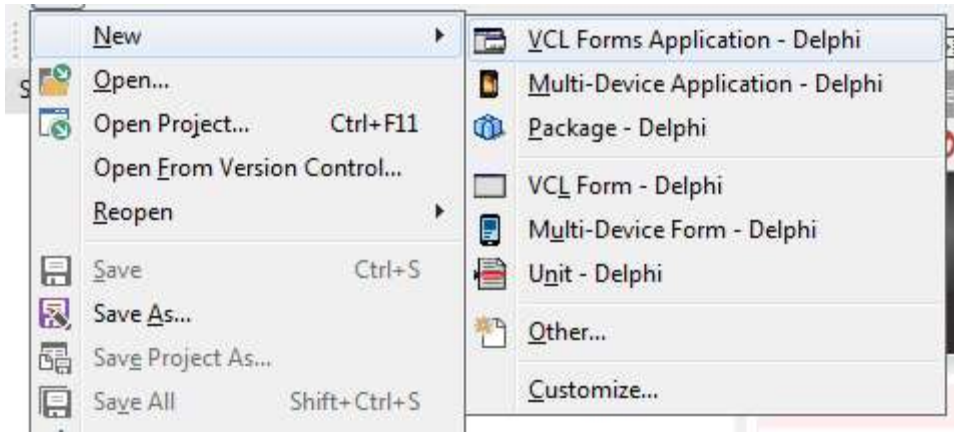 New
Open...
Open Project... Ctrl+F11
Open From Version Control...
Reopen
Save Ctrl+S
Save As...
Save Project As...
Save All Shift+Ctrl+S
VCL Forms Application - Delphi
Multi-Device Application - Delphi
Package - Delphi
VCL Form - Delphi
Multi-Device Form - Delphi
Unit - Delphi
Other...
Customize...